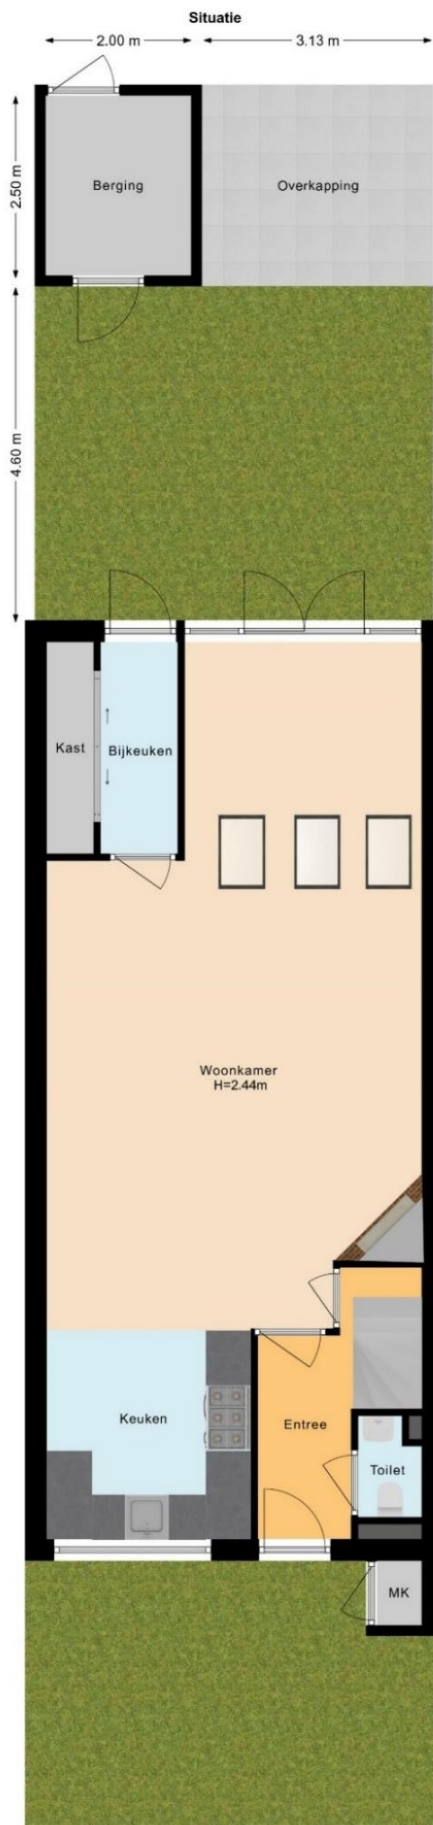 Situatie
2.00 m
3.13 m
2.50 m
Berging
Overkapping
4.60 m
Kast
Bijkeuken
Woonkamer
H=2.44m
Keuken
Entree
Toilet
MK